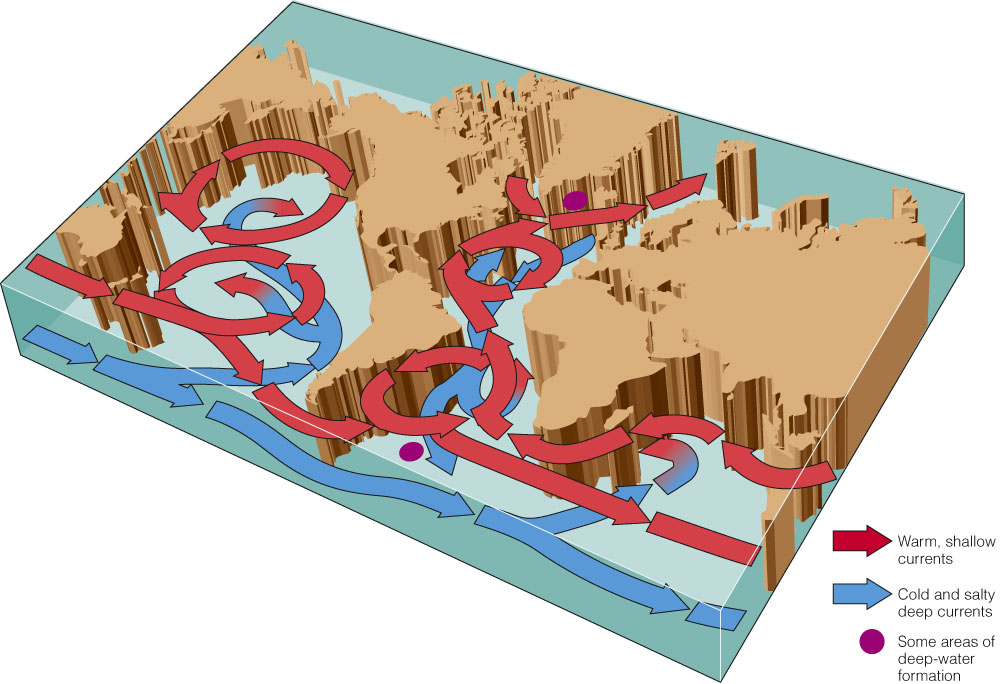 Warm, shallow
currents
Cold and salty
deep currents
Some areas of
deep-water
formation